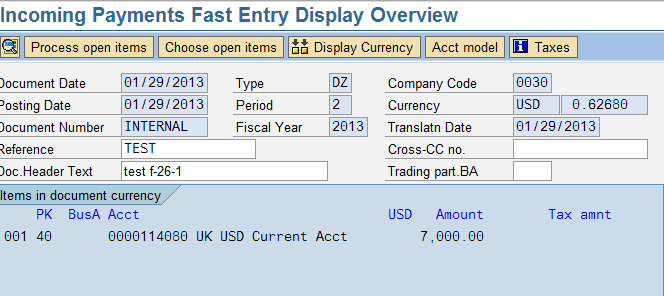 Incoming Payments Fast Entry Display Overview
Process open items Choose open items Display Currency Acct model Taxes
Document Date 01/29/2013 Type DZ Company Code 0030
Posting Date 01/29/2013 Period 2 Currency USD 0.62680
Document Number INTERNAL Fiscal Year 2013 Translatn Date 01/29/2013
Reference TEST Cross-CC no.
Doc.Header Text test f-26-1 Trading part.BA
Items in document currency
PK BusA Acct USD Amount Tax amnt
001 40 0000114080 UK USD Current Acct 7,000.00